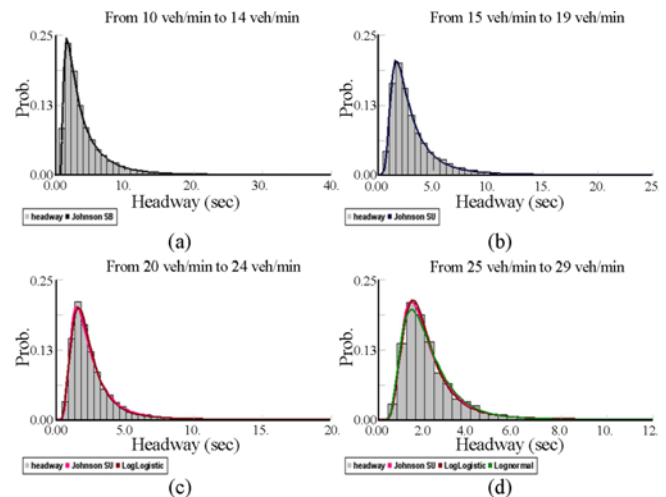 From 10 veh/min to 14 veh/min
0.25
Prob.
0.13
0.00
0.00 10. 20. 30. 40.
Headway (sec)
headway Johnson SB
(a)
From 15 veh/min to 19 veh/min
0.25
Prob.
0.13
0.00
0.0 5.0 10. 15. 20. 25
Headway (sec)
headway Johnson SU
(b)
From 20 veh/min to 24 veh/min
0.25
Prob.
0.13
0.00
0.00 5.0 10. 15. 20.
Headway (sec)
headway Johnson SU LogLogistic
(c)
From 25 veh/min to 29 veh/min
0.25
Prob.
0.13
0.00
0.00 2.0 4.0 6.0 8.0 10. 12.
Headway (sec)
headway Johnson SU LogLogistic Lognormal
(d)